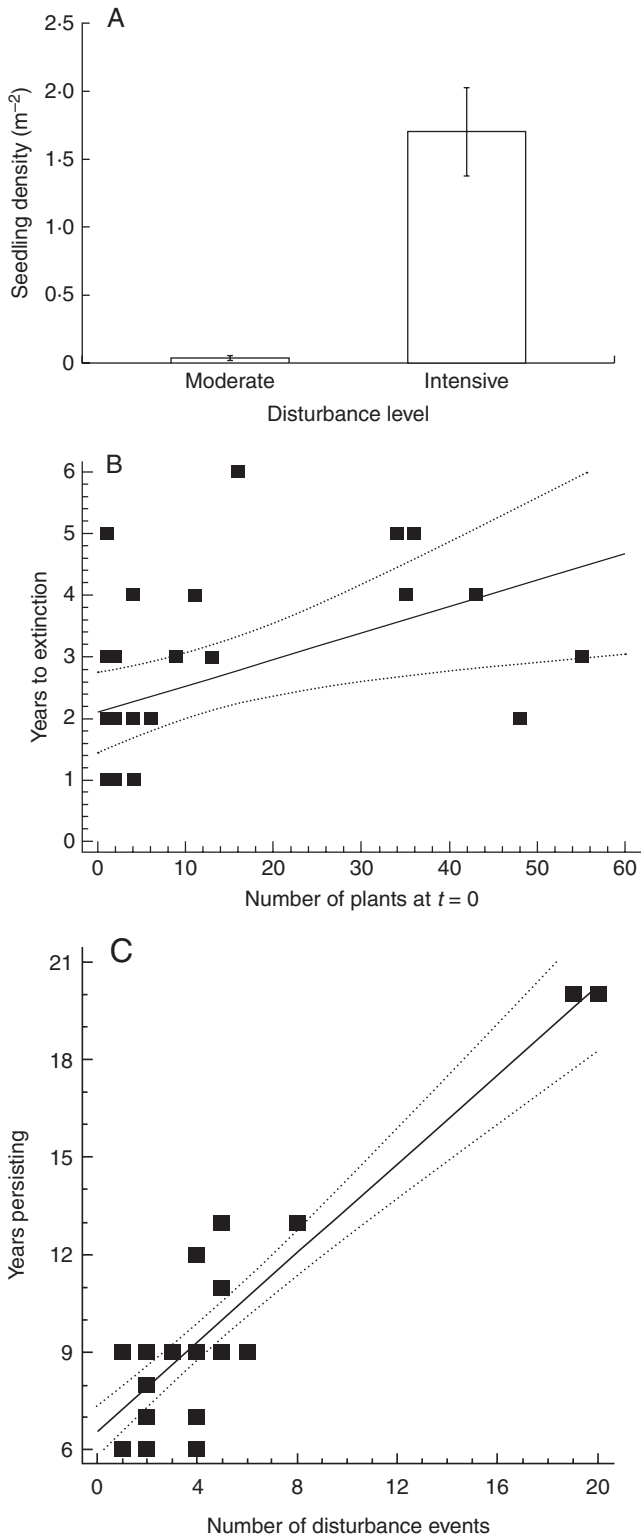 A
2·5
2·0
1·5
1·0
0·5
0
Seedling density (m⁻²)
Moderate Intensive
Disturbance level
B
6
5
4
3
2
1
0
Years to extinction
0 10 20 30 40 50 60
Number of plants at t = 0
C
21
18
15
12
9
6
Years persisting
0 4 8 12 16 20
Number of disturbance events